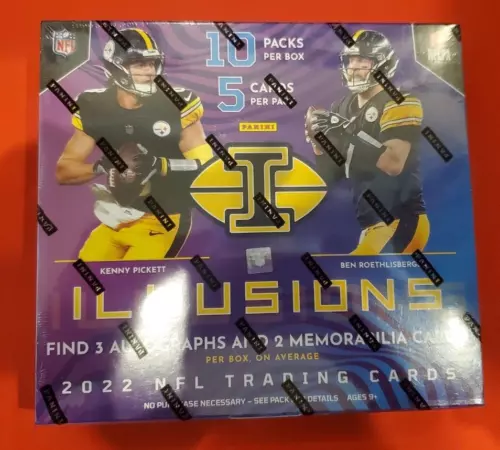 NFL
10 PACKS
PER BOX
5 CARDS
PER PACK
PANINI
I
KENNY PICKETT
BEN ROETHLISBERGER
ILLUSIONS
FIND 3 AUTOGRAPHS AND 2 MEMORABILIA CARDS
PER BOX, ON AVERAGE
2022 NFL TRADING CARDS
NO PURCHASE NECESSARY – SEE PACK FOR DETAILS AGES 9+